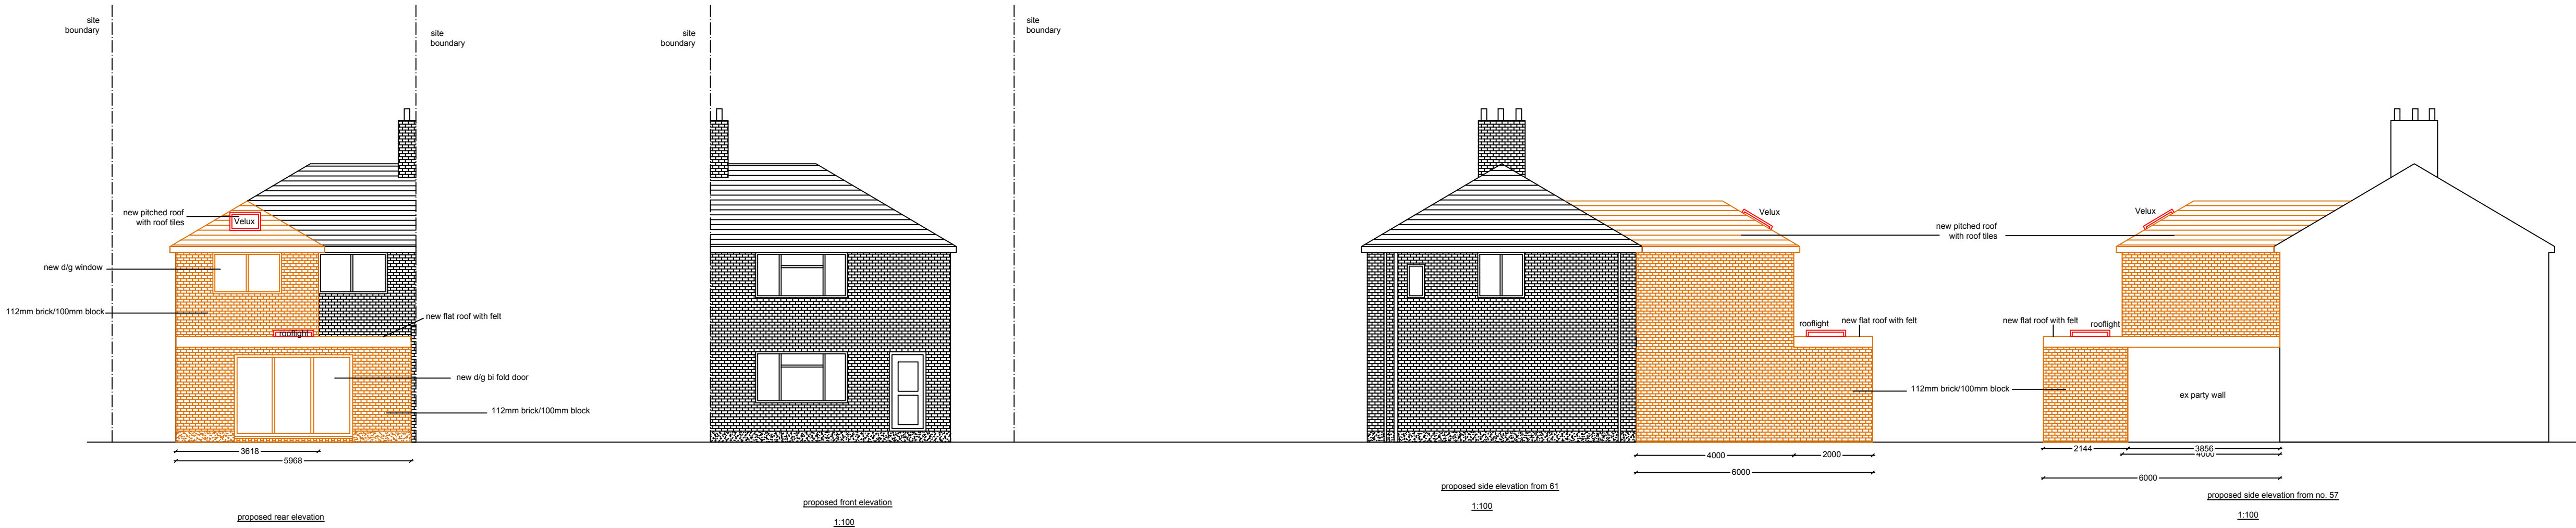 site
boundary
site
boundary
new pitched roof
with roof tiles
Velux
new d/g window
112mm brick/100mm block
rooflight
new flat roof with felt
new d/g bi fold door
112mm brick/100mm block
3618
5968
proposed rear elevation
site
boundary
site
boundary
proposed front elevation
1:100
Velux
new pitched roof
with roof tiles
rooflight
new flat roof with felt
112mm brick/100mm block
4000
2000
6000
proposed side elevation from 61
1:100
Velux
new flat roof with felt
rooflight
ex party wall
2144
3856
4000
6000
proposed side elevation from no. 57
1:100